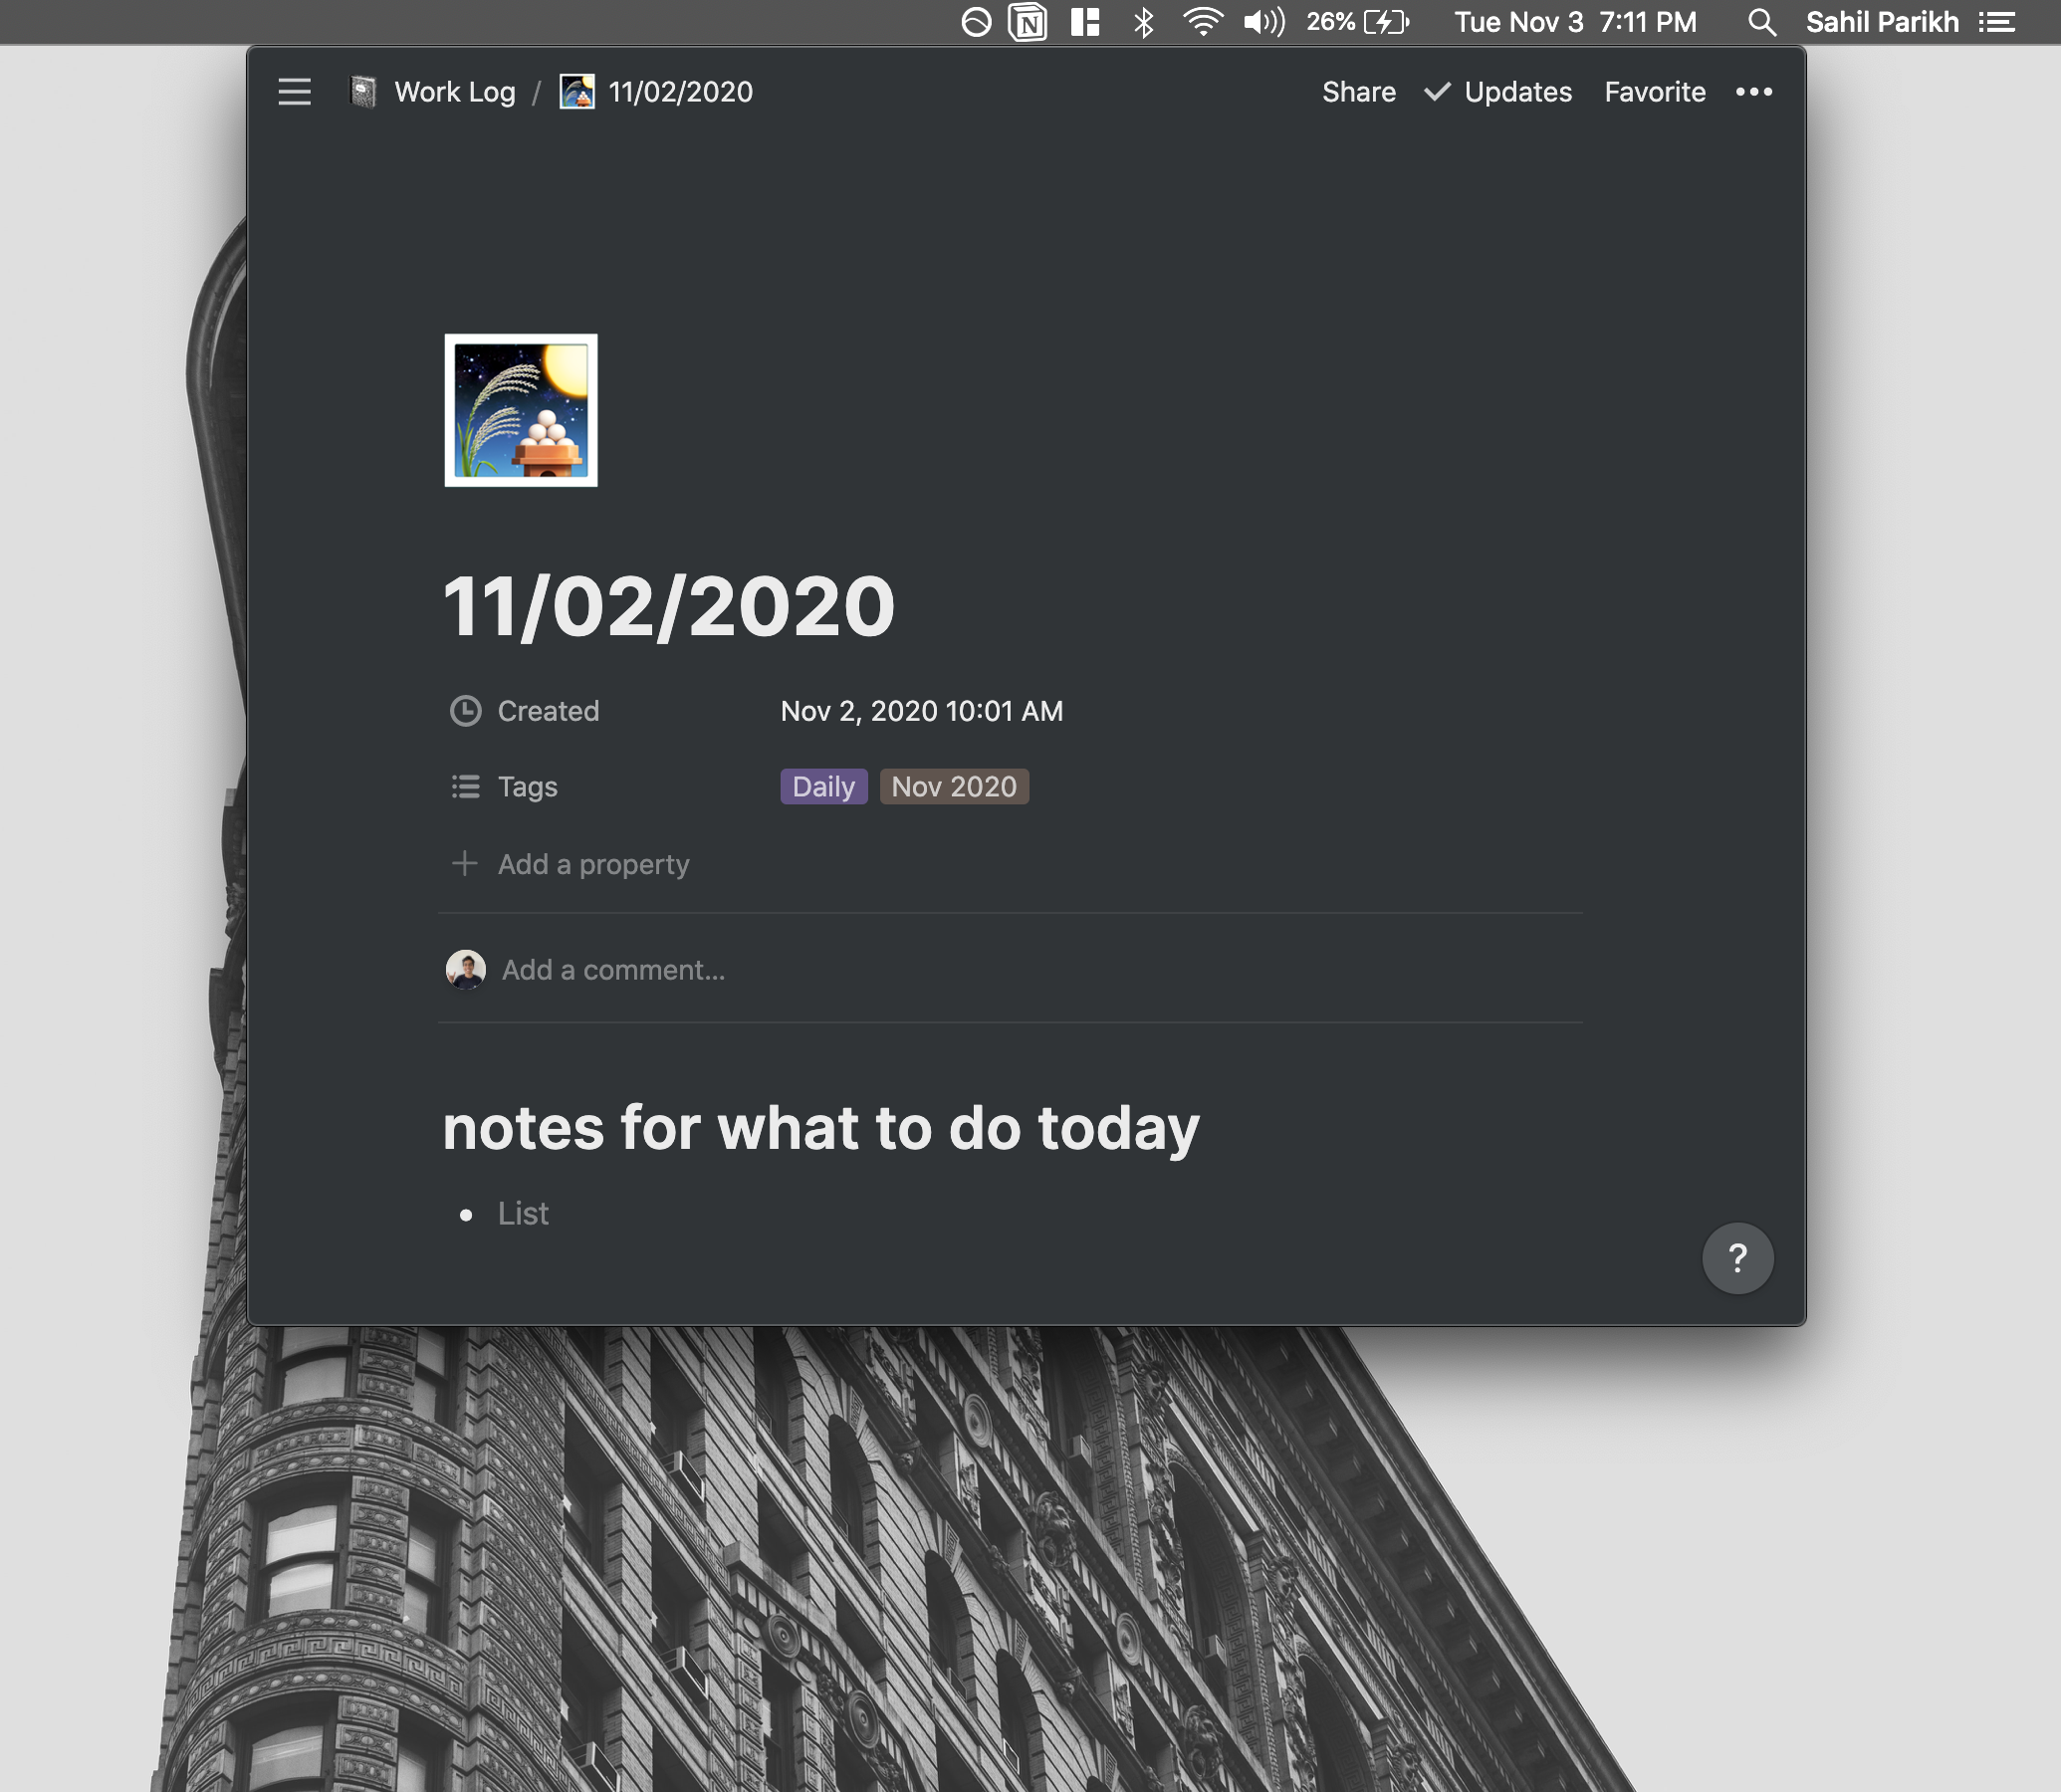 26% Tue Nov 3 7:11 PM Sahil Parikh
Work Log / 11/02/2020 Share Updates Favorite
11/02/2020
Created Nov 2, 2020 10:01 AM
Tags Daily Nov 2020
Add a property
Add a comment...
notes for what to do today
• List
?